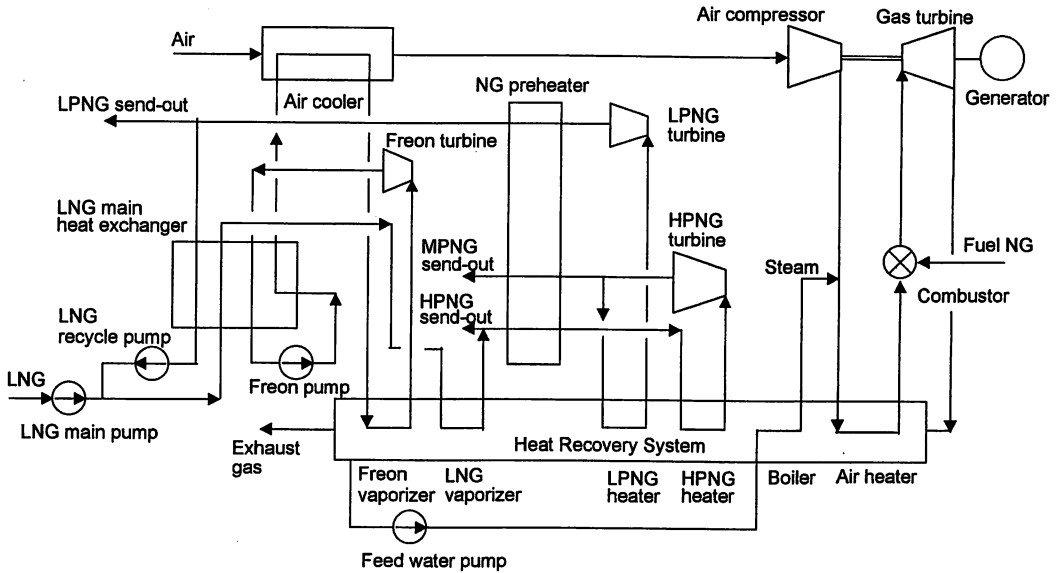 Air compressor
Gas turbine
Air
Air cooler
NG preheater
Generator
LPNG send-out
LPNG
turbine
Freon turbine
LNG main
heat exchanger
HPNG
turbine
MPNG
send-out
Steam
Fuel NG
HPNG
send-out
Combustor
LNG
recycle pump
LNG
Freon pump
LNG main pump
Exhaust
gas
Heat Recovery System
Freon
vaporizer
LNG
vaporizer
LPNG
heater
HPNG
heater
Boiler
Air heater
Feed water pump